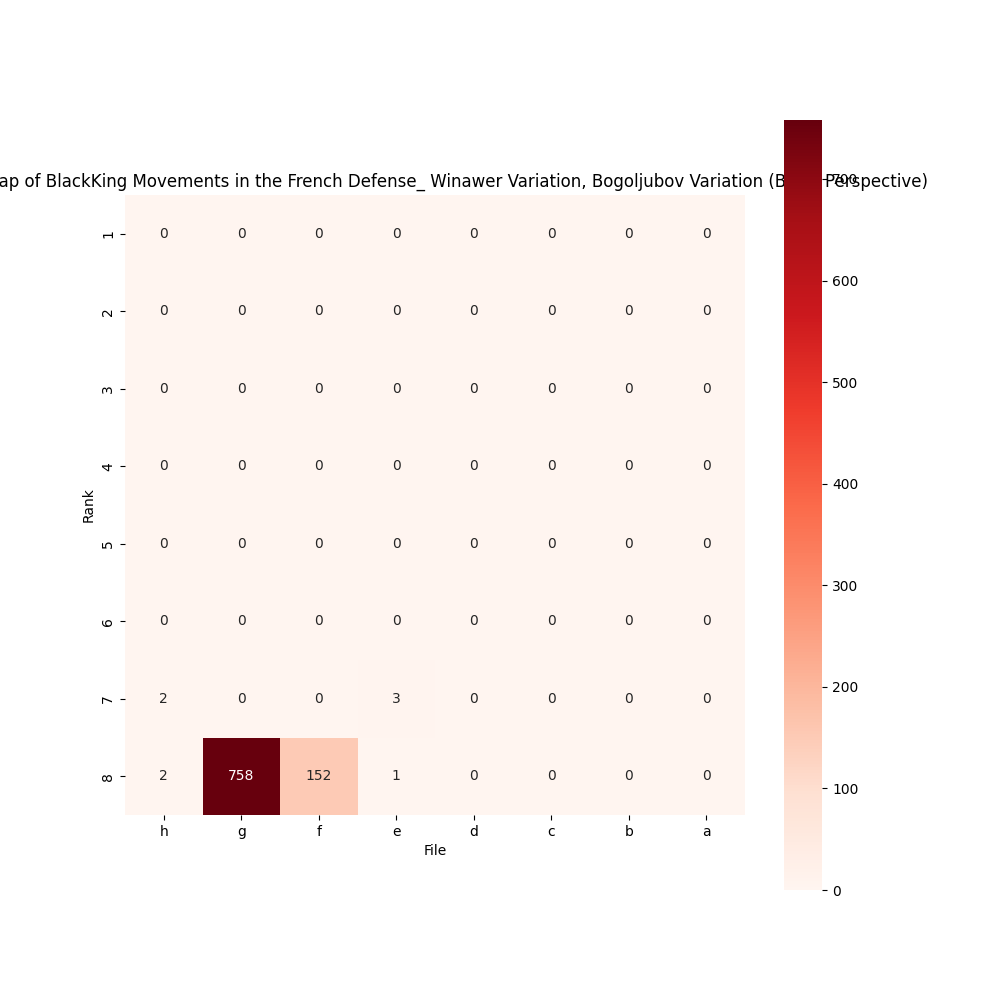 of BlackKing Movements in the French Defense_ Winawer Variation, Bogoljubov Variation (B Perspective)
700
1 0 0 0 0 0 0 0 0
600
2 0 0 0 0 0 0 0 0
3 0 0 0 0 0 0 0 0
500
4 0 0 0 0 0 0 0 0
Rank
400
5 0 0 0 0 0 0 0 0
300
6 0 0 0 0 0 0 0 0
200
7 2 0 0 3 0 0 0 0
8 2 758 152 1 0 0 0 0
100
h g f e d c b a
File
0